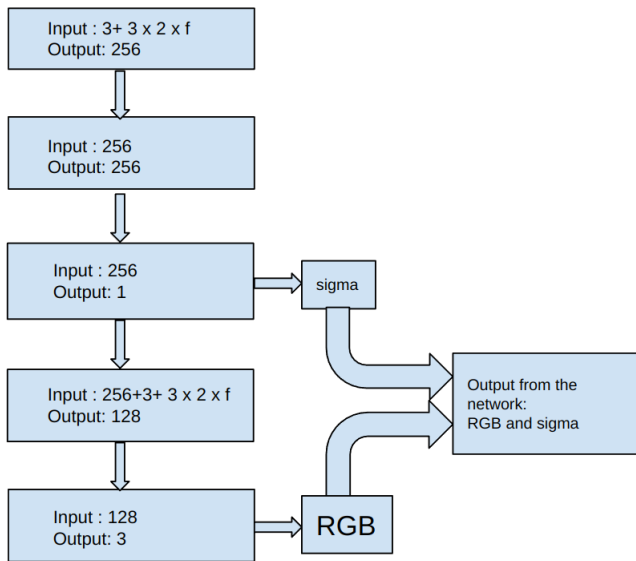 Input : 3+ 3 x 2 x f
Output: 256
Input : 256
Output: 256
Input : 256
Output: 1
sigma
Input : 256+3+ 3 x 2 x f
Output: 128
Output from the
network:
RGB and sigma
Input : 128
Output: 3
RGB